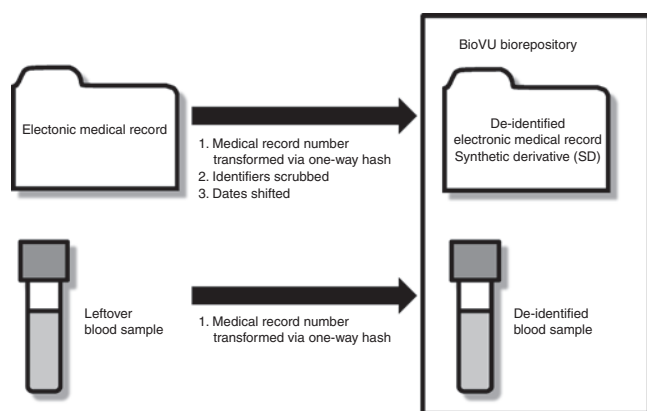 BioVU biorepository
Electonic medical record
1. Medical record number
transformed via one-way hash
2. Identifiers scrubbed
3. Dates shifted
De-identified
electronic medical record
Synthetic derivative (SD)
Leftover
blood sample
1. Medical record number
transformed via one-way hash
De-identified
blood sample